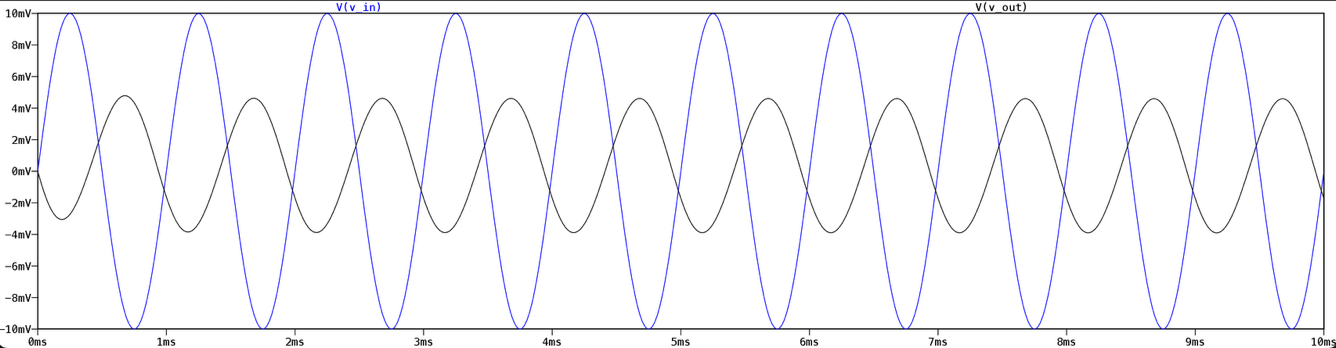 V(v_in) V(v_out)
10mV
8mV
6mV
4mV
2mV
0mV
-2mV
-4mV
-6mV
-8mV
-10mV
0ms 1ms 2ms 3ms 4ms 5ms 6ms 7ms 8ms 9ms 10ms